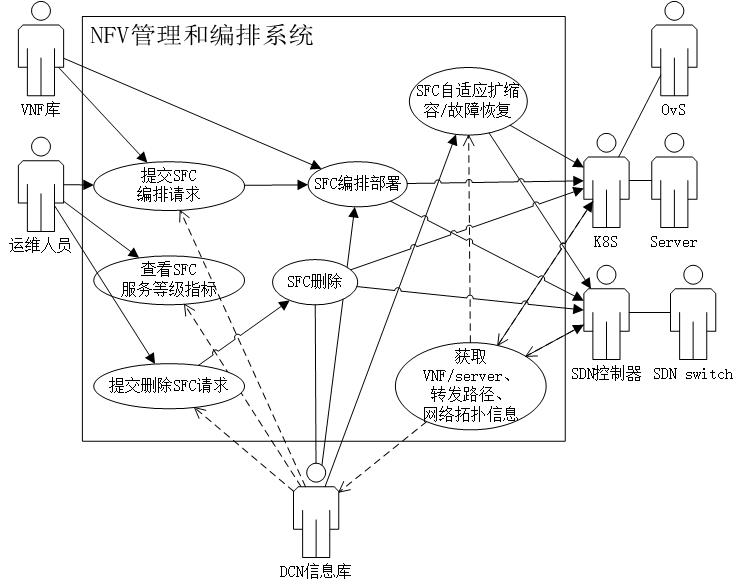 NFV管理和编排系统
VNF库
SFC自适应扩缩
容/故障恢复
OvS
提交SFC
编排请求
SFC编排部署
运维人员
K8S
Server
查看SFC
服务等级指标
SFC删除
提交删除SFC请求
获取
VNF/server、
转发路径、
网络拓扑信息
SDN控制器
SDN switch
DCN信息库